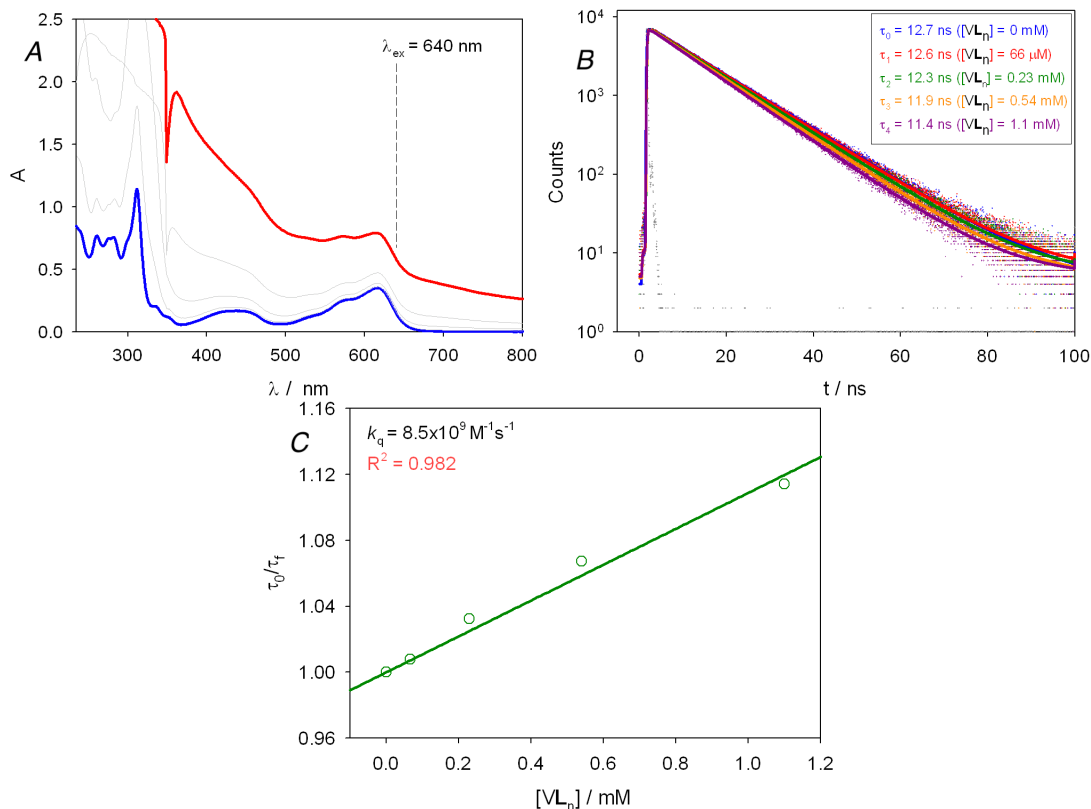 A
λex = 640 nm
2.5
2.0
1.5
1.0
0.5
0.0
A
300
400
500
600
700
800
λ / nm
B
τ0 = 12.7 ns ([VLn] = 0 mM)
τ1 = 12.6 ns ([VLn] = 66 μM)
τ2 = 12.3 ns ([VLn] = 0.23 mM)
τ3 = 11.9 ns ([VLn] = 0.54 mM)
τ4 = 11.4 ns ([VLn] = 1.1 mM)
10⁴
10³
10²
10¹
10⁰
Counts
0
20
40
60
80
100
t / ns
C
kq = 8.5x10⁹ M⁻¹s⁻¹
R² = 0.982
1.16
1.12
1.08
1.04
1.00
0.96
τ0/τf
0.0
0.2
0.4
0.6
0.8
1.0
1.2
[VLn] / mM